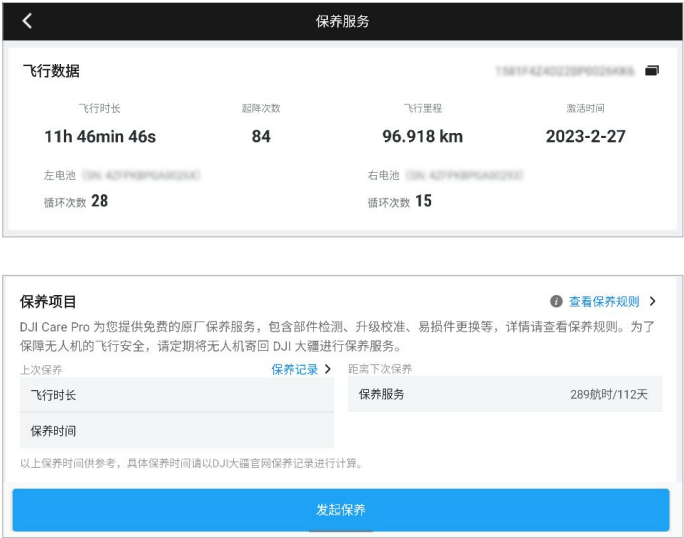 保养服务
飞行数据
飞行时长 起降次数 飞行里程 激活时间
11h 46min 46s 84 96.918 km 2023-2-27
左电池 右电池
循环次数 28 循环次数 15
保养项目 查看保养规则
DJI Care Pro 为您提供免费的原厂保养服务，包含部件检测、升级校准、易损件更换等，详情请查看保养规则。为了
保障无人机的飞行安全，请定期将无人机寄回 DJI 大疆进行保养服务。
上次保养 保养记录 距离下次保养
飞行时长 保养服务 289航时/112天
保养时间
以上保养时间供参考，具体保养时间请以DJI大疆官网保养记录进行计算。
发起保养